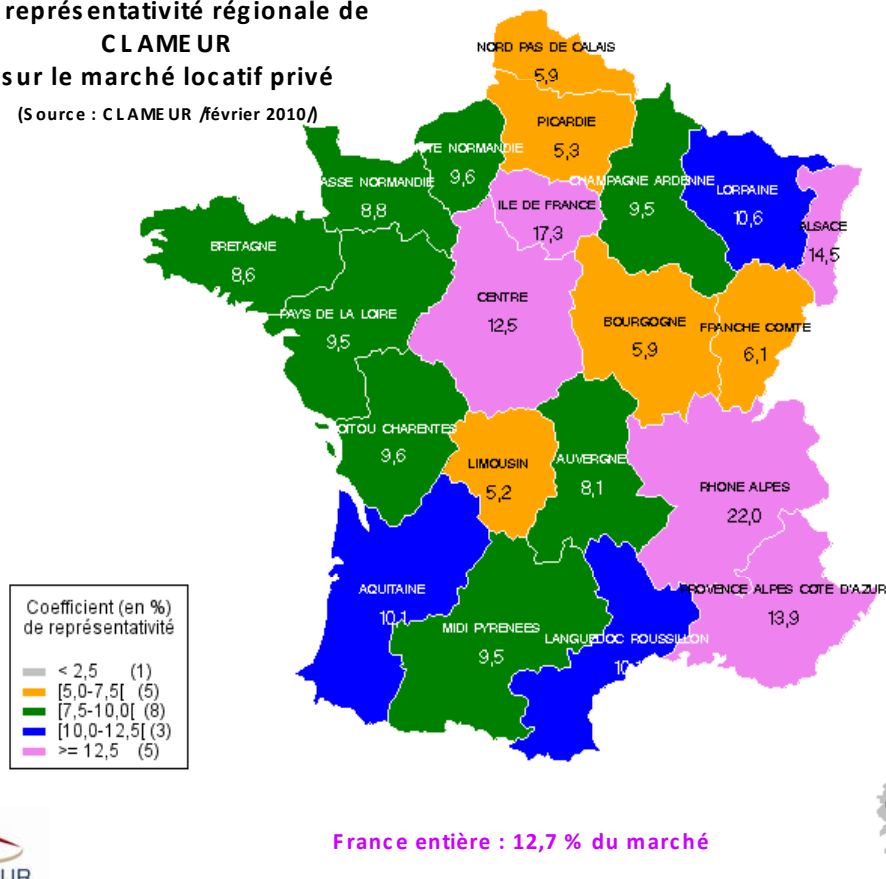 représentativité régionale de
CLAMEUR
sur le marché locatif privé
(Source : CLAMEUR /février 2010/)
NORD PAS DE CALAIS
5,9
PICARDIE
5,3
TE NORMANDIE
9,6
ASSE NORMANDIE
8,8
CHAMPAGNE ARDENNE
9,5
LORRAINE
10,6
ILE DE FRANCE
17,3
ALSACE
14,5
BRETAGNE
8,6
PAYS DE LA LOIRE
9,5
CENTRE
12,5
BOURGOGNE
5,9
FRANCHE COMTE
6,1
OITOU CHARENTES
9,6
LIMOUSIN
5,2
AUVERGNE
8,1
RHONE ALPES
22,0
AQUITAINE
10,1
MIDI PYRENEES
9,5
LANGUEDOC ROUSSILLON
10,1
PROVENCE ALPES COTE D'AZUR
13,9
Coefficient (en %)
de représentativité
< 2,5 (1)
[5,0-7,5[ (5)
[7,5-10,0[ (8)
[10,0-12,5[ (3)
>= 12,5 (5)
France entière : 12,7 % du marché
UR